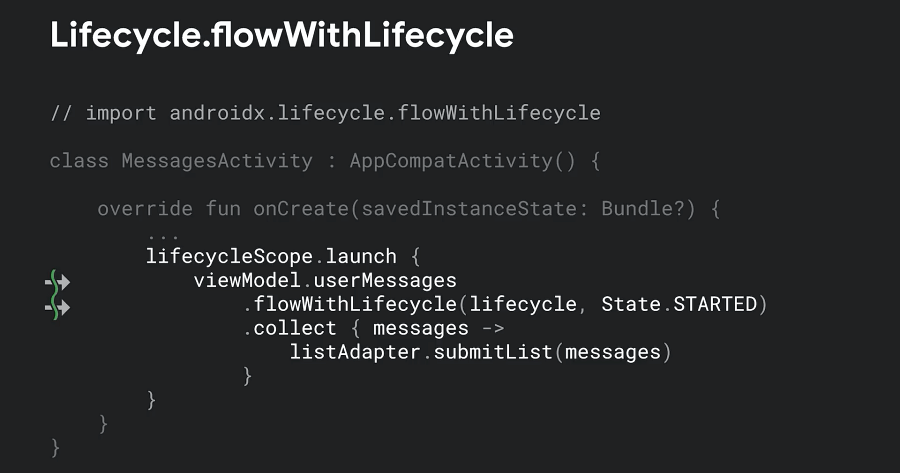 Lifecycle.flowWithLifecycle
// import androidx.lifecycle.flowWithLifecycle
class MessagesActivity : AppCompatActivity() {
override fun onCreate(savedInstanceState: Bundle?) {
...
lifecycleScope.launch {
viewModel.userMessages
.flowWithLifecycle(lifecycle, State.STARTED)
.collect { messages ->
listAdapter.submitList(messages)
}
}
}
}